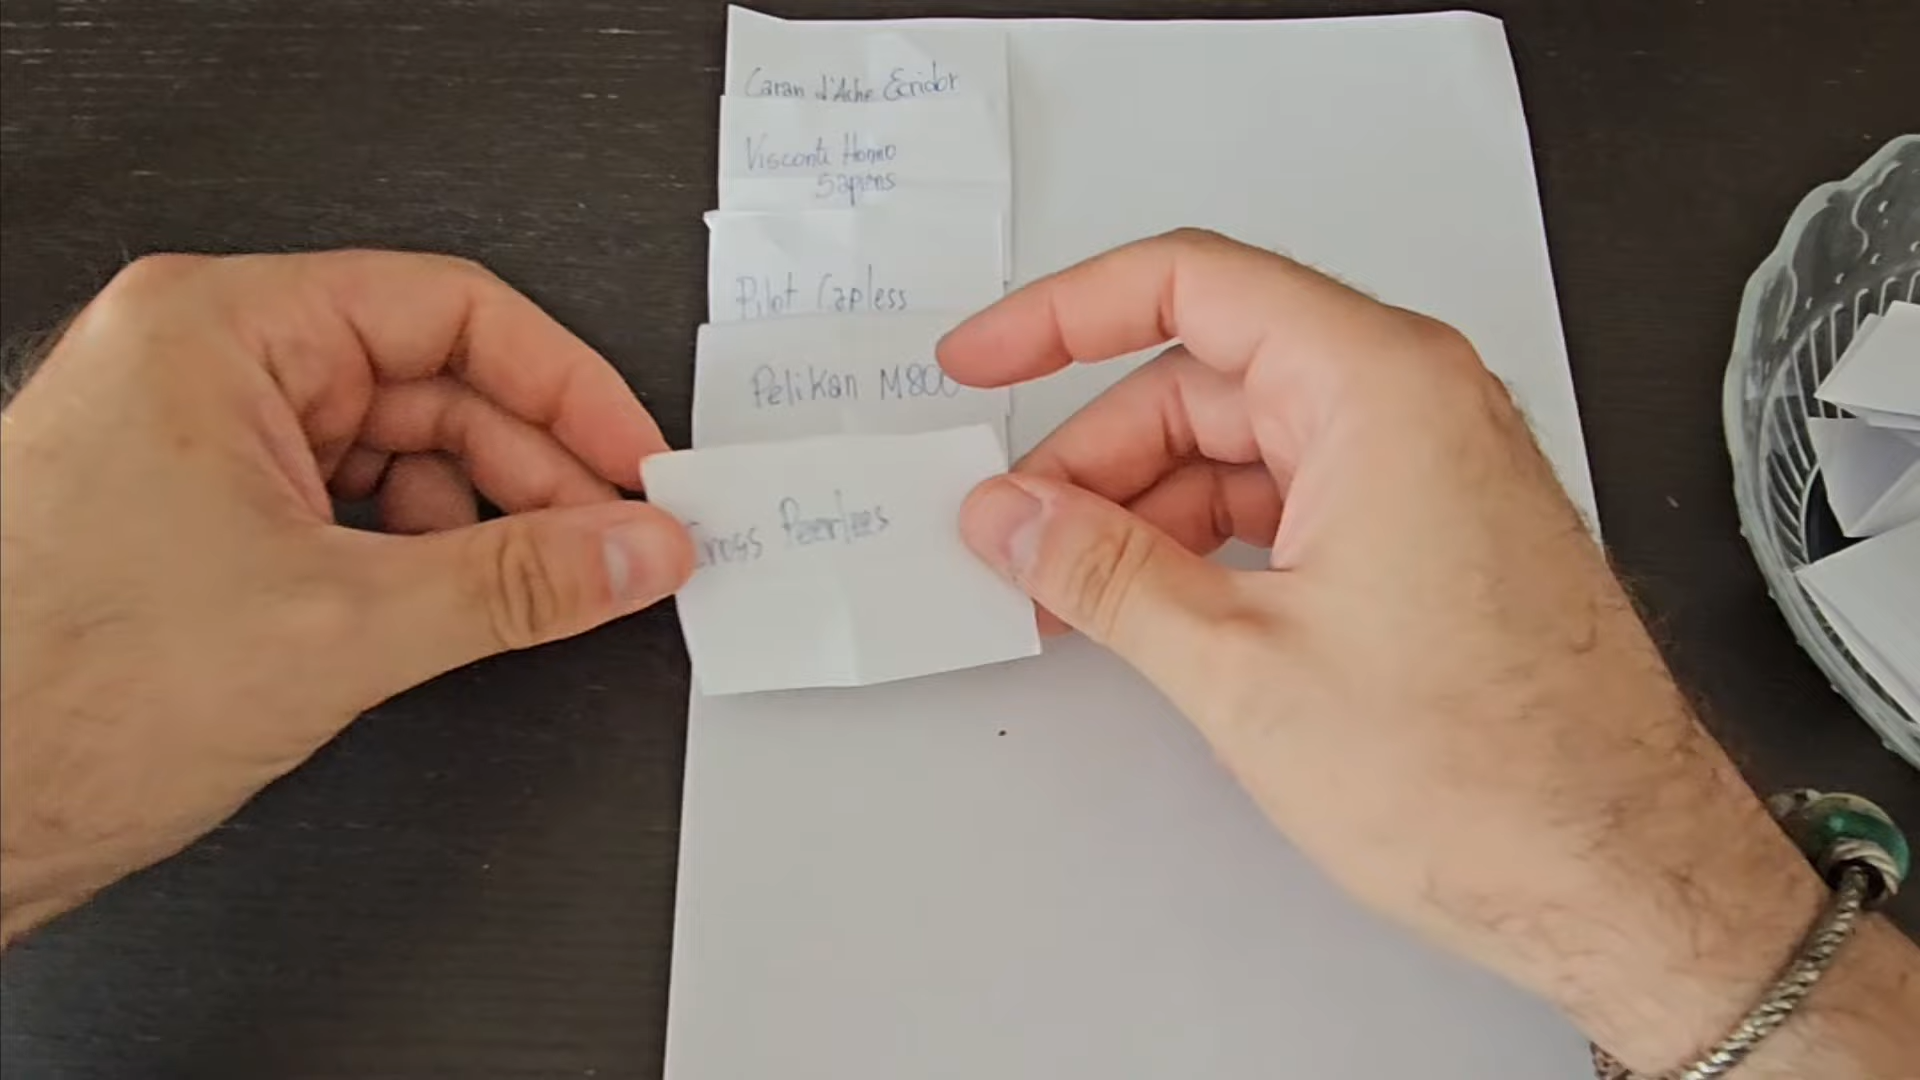 Caran d'Ache Ecridor
Visconti Homo
Sapiens
Pilot Capless
Pelikan M800
Cross Peerless